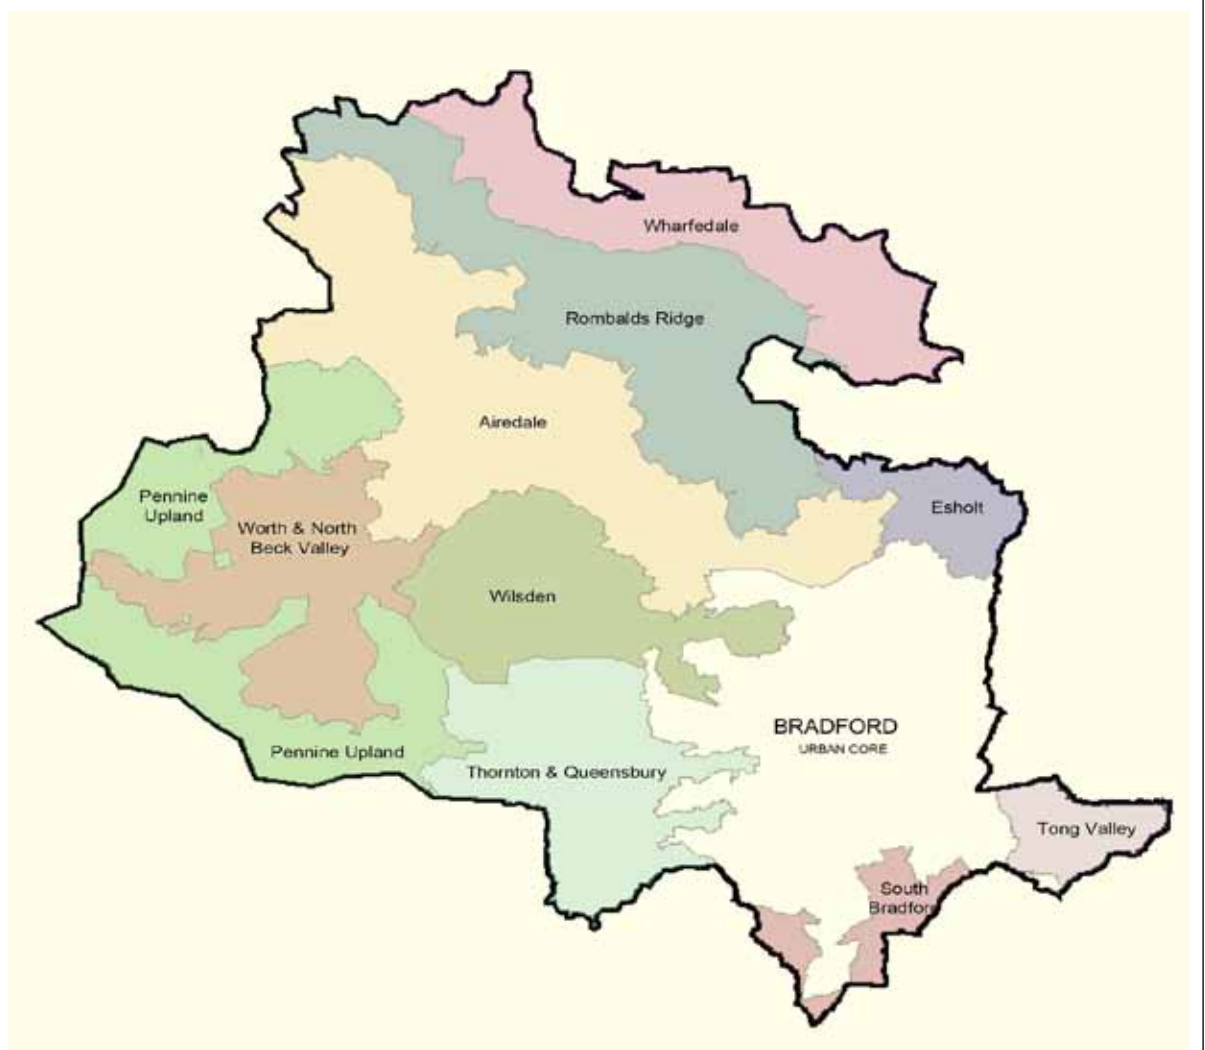 Wharfedale
Rombalds Ridge
Airedale
Pennine
Upland
Worth & North
Beck Valley
Esholt
Wilsden
BRADFORD
URBAN CORE
Pennine Upland
Thornton & Queensbury
Tong Valley
South
Bradford